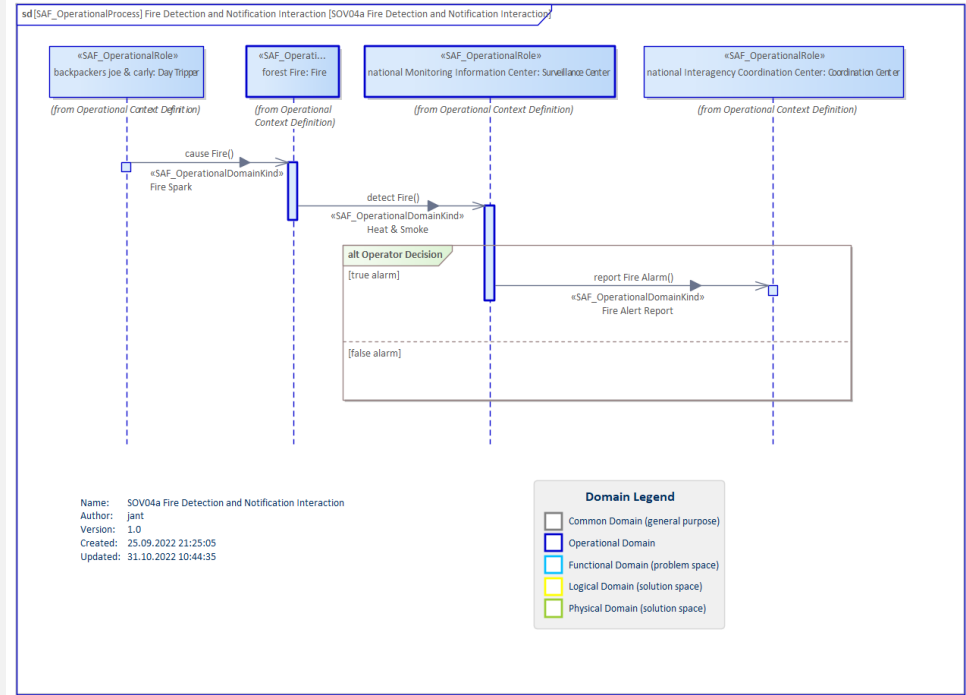 sd [SAF_OperationalProcess] Fire Detection and Notification Interaction [SOV04a Fire Detection and Notification Interaction]
«SAF_OperationalRole»
backpackers joe & carly: Day Tripper
(from Operational Context Definition)
«SAF_Operati...
forest Fire: Fire
(from Operational
Context Definition)
«SAF_OperationalRole»
national Monitoring Information Center: Surveillance Center
(from Operational Context Definition)
«SAF_OperationalRole»
national Interagency Coordination Center: Coordination Center
(from Operational Context Definition)
cause Fire()
«SAF_OperationalDomainKind»
Fire Spark
detect Fire()
«SAF_OperationalDomainKind»
Heat & Smoke
alt Operator Decision
[true alarm]
report Fire Alarm()
«SAF_OperationalDomainKind»
Fire Alert Report
[false alarm]
Name: SOV04a Fire Detection and Notification Interaction
Author: jant
Version: 1.0
Created: 25.09.2022 21:25:05
Updated: 31.10.2022 10:44:35
Domain Legend
Common Domain (general purpose)
Operational Domain
Functional Domain (problem space)
Logical Domain (solution space)
Physical Domain (solution space)